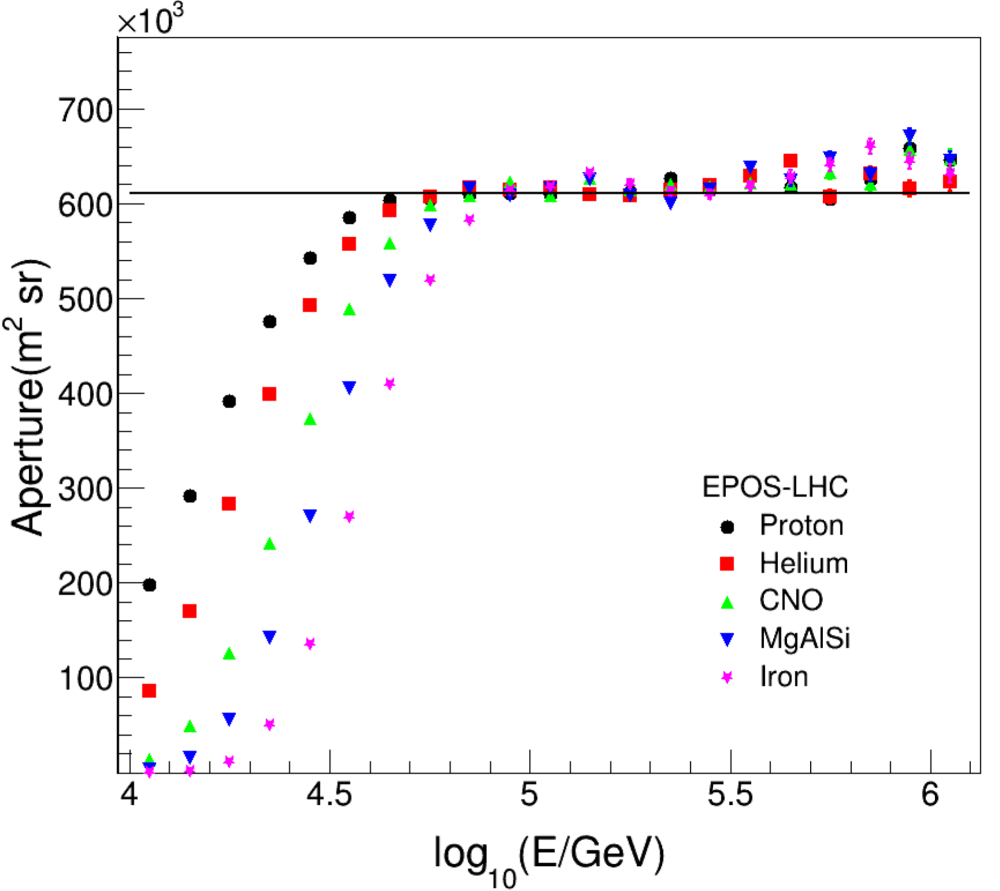 ×10³
700
600
500
400
300
200
100
Aperture(m² sr)
EPOS-LHC
Proton
Helium
CNO
MgAlSi
Iron
4 4.5 5 5.5 6
log₁₀(E/GeV)